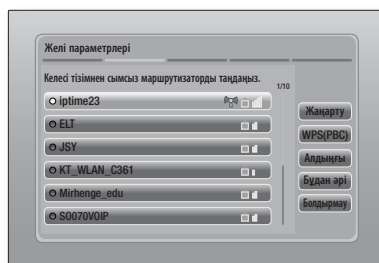 Желі параметрлері
Келесі тізімнен сымсыз маршрутизаторды таңдаңыз.
1/10
iptime23
ELT
JSY
KT_WLAN_C361
Mirhenge_edu
SO070VOIP
Жаңарту
WPS(PBC)
Алдыңғы
Бұдан әрі
Болдырмау